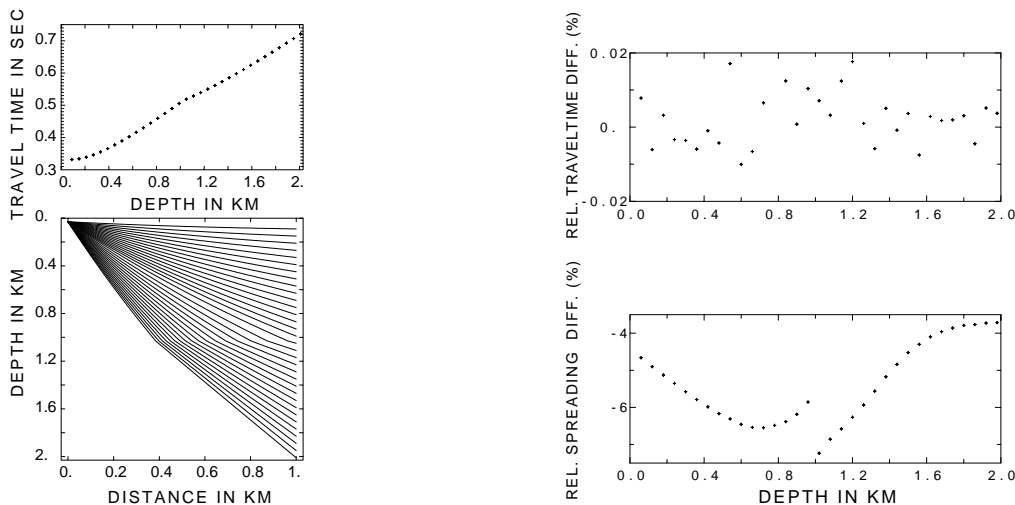 TRAVEL TIME IN SEC
0.7
0.6
0.5
0.4
0.3
0. 0.4 0.8 1.2 1.6 2.
DEPTH IN KM
DEPTH IN KM
0.
0.4
0.8
1.2
1.6
2.
0. 0.2 0.4 0.6 0.8 1.
DISTANCE IN KM
REL. TRAVELTIME DIFF. (%)
0.02
0.
-0.02
0.0 0.4 0.8 1.2 1.6 2.0
REL. SPREADING DIFF. (%)
-4
-6
0.0 0.4 0.8 1.2 1.6 2.0
DEPTH IN KM